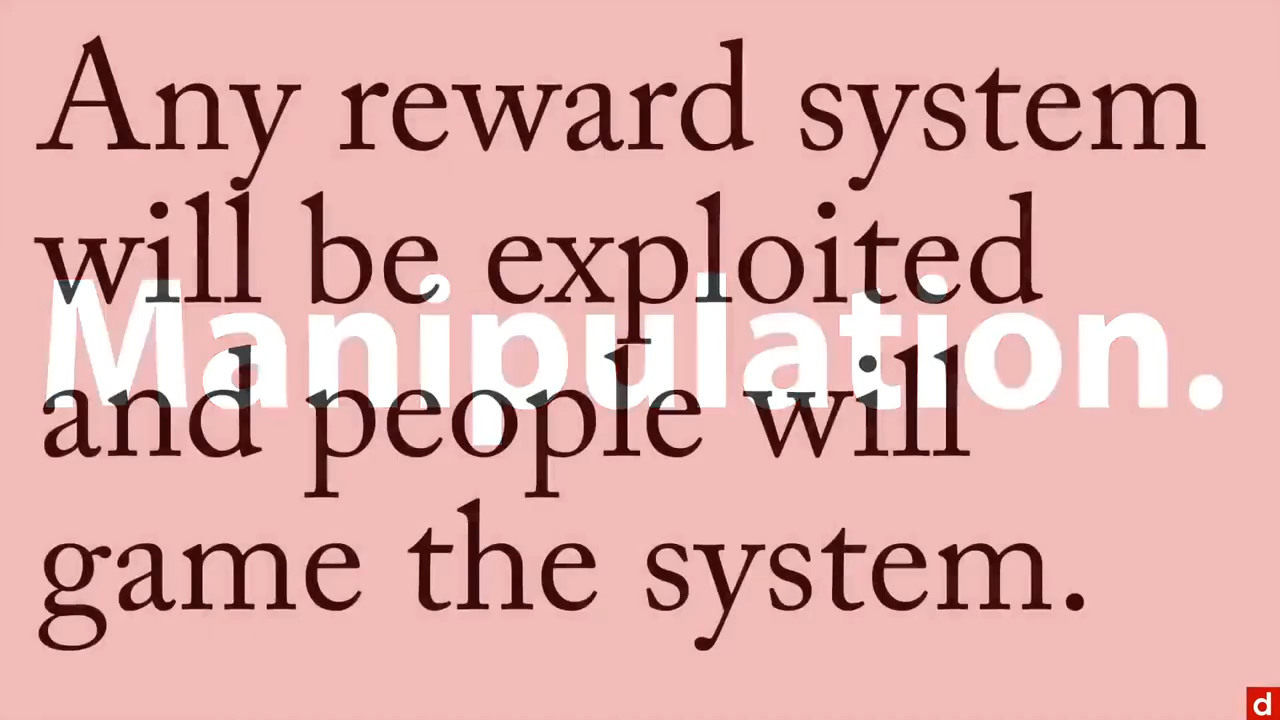 Any reward system
will be exploited
Manipulation.
and people will
game the system.
d